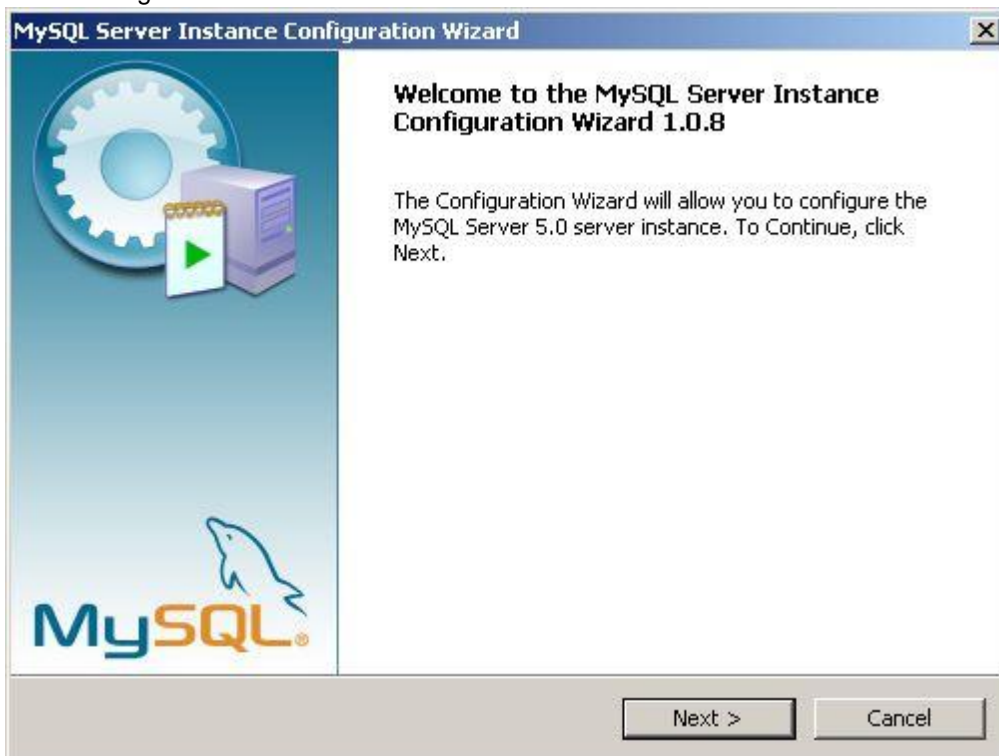 MySQL Server Instance Configuration Wizard
Welcome to the MySQL Server Instance
Configuration Wizard 1.0.8
The Configuration Wizard will allow you to configure the
MySQL Server 5.0 server instance. To Continue, click
Next.
MySQL®
Next >
Cancel